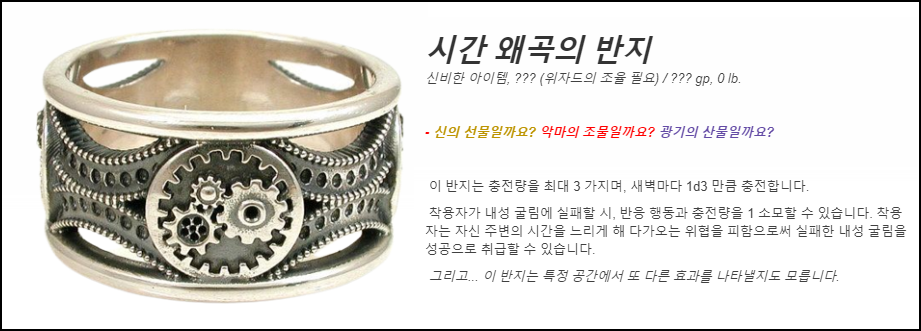 시간 왜곡의 반지
신비한 아이템, ??? (위자드의 조율 필요) / ??? gp, 0 lb.
- 신의 선물일까요? 악마의 조물일까요? 광기의 산물일까요?
이 반지는 충전량을 최대 3 가지며, 새벽마다 1d3 만큼 충전합니다.
착용자가 내성 굴림에 실패할 시, 반응 행동과 충전량을 1 소모할 수 있습니다. 착용
자는 자신 주변의 시간을 느리게 해 다가오는 위협을 피함으로써 실패한 내성 굴림을
성공으로 취급할 수 있습니다.
그리고... 이 반지는 특정 공간에서 또 다른 효과를 나타낼지도 모릅니다.